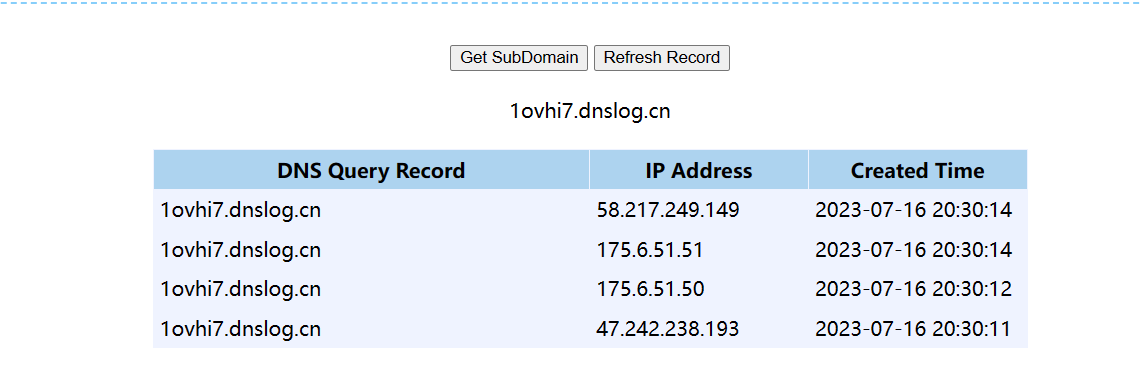 Get SubDomain Refresh Record
1ovhi7.dnslog.cn
DNS Query Record IP Address Created Time
1ovhi7.dnslog.cn 58.217.249.149 2023-07-16 20:30:14
1ovhi7.dnslog.cn 175.6.51.51 2023-07-16 20:30:14
1ovhi7.dnslog.cn 175.6.51.50 2023-07-16 20:30:12
1ovhi7.dnslog.cn 47.242.238.193 2023-07-16 20:30:11